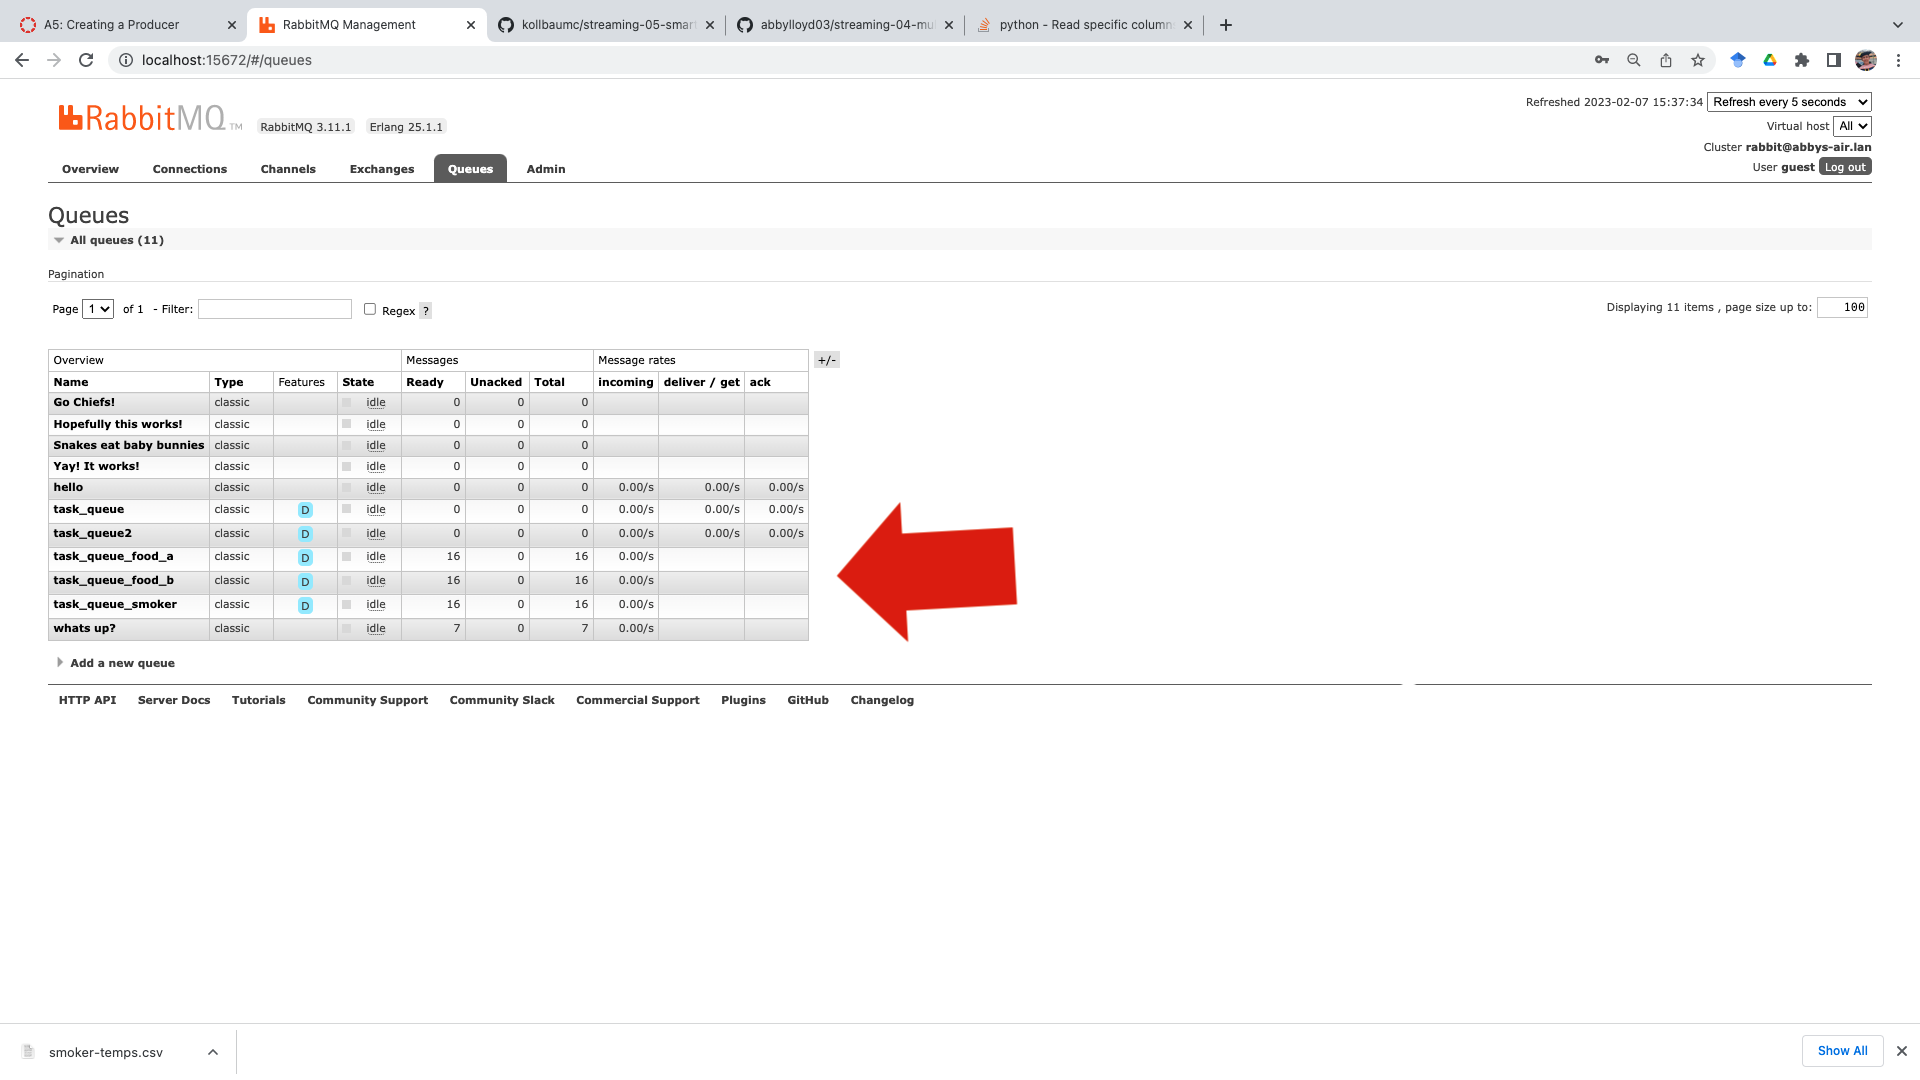 A5: Creating a Producer
RabbitMQ Management
kollbaumc/streaming-05-smar
abbylloyd03/streaming-04-mul
python - Read specific column
localhost:15672/#/queues
RabbitMQ TM
RabbitMQ 3.11.1 Erlang 25.1.1
Refreshed 2023-02-07 15:37:34 Refresh every 5 seconds
Virtual host All
Cluster rabbit@abbys-air.lan
User guest Log out
Overview Connections Channels Exchanges Queues Admin
Queues
All queues (11)
Pagination
Page 1 of 1 - Filter: Regex ?
Displaying 11 items , page size up to: 100
Overview Messages Message rates +/-
Name Type Features State Ready Unacked Total incoming deliver / get ack
Go Chiefs! classic idle 0 0 0
Hopefully this works! classic idle 0 0 0
Snakes eat baby bunnies classic idle 0 0 0
Yay! It works! classic idle 0 0 0
hello classic idle 0 0 0 0.00/s 0.00/s 0.00/s
task_queue classic D idle 0 0 0 0.00/s 0.00/s 0.00/s
task_queue2 classic D idle 0 0 0 0.00/s 0.00/s 0.00/s
task_queue_food_a classic D idle 16 0 16 0.00/s
task_queue_food_b classic D idle 16 0 16 0.00/s
task_queue_smoker classic D idle 16 0 16 0.00/s
whats up? classic idle 7 0 7 0.00/s
Add a new queue
HTTP API Server Docs Tutorials Community Support Community Slack Commercial Support Plugins GitHub Changelog
smoker-temps.csv
Show All